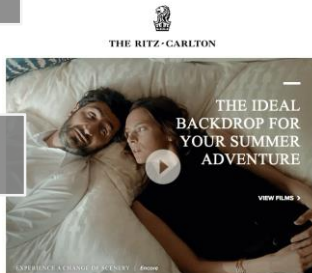 THE RITZ·CARLTON
THE IDEAL
BACKDROP FOR
YOUR SUMMER
ADVENTURE
VIEW FILMS >
EXPERIENCE A CHANGE OF SCENERY